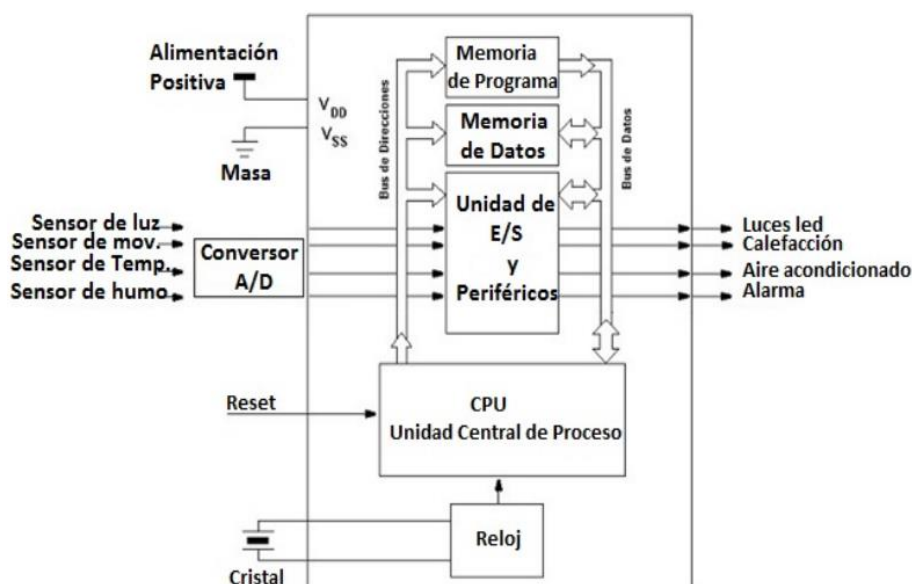 Alimentación
Positiva
VDD
VSS
Masa
Bus de Direcciones
Memoria
de Programa
Memoria
de Datos
Bus de Datos
Unidad de
E/S
y
Periféricos
Sensor de luz
Sensor de mov.
Sensor de Temp.
Sensor de humo
Conversor
A/D
Luces led
Calefacción
Aire acondicionado
Alarma
Reset
CPU
Unidad Central de Proceso
Reloj
Cristal